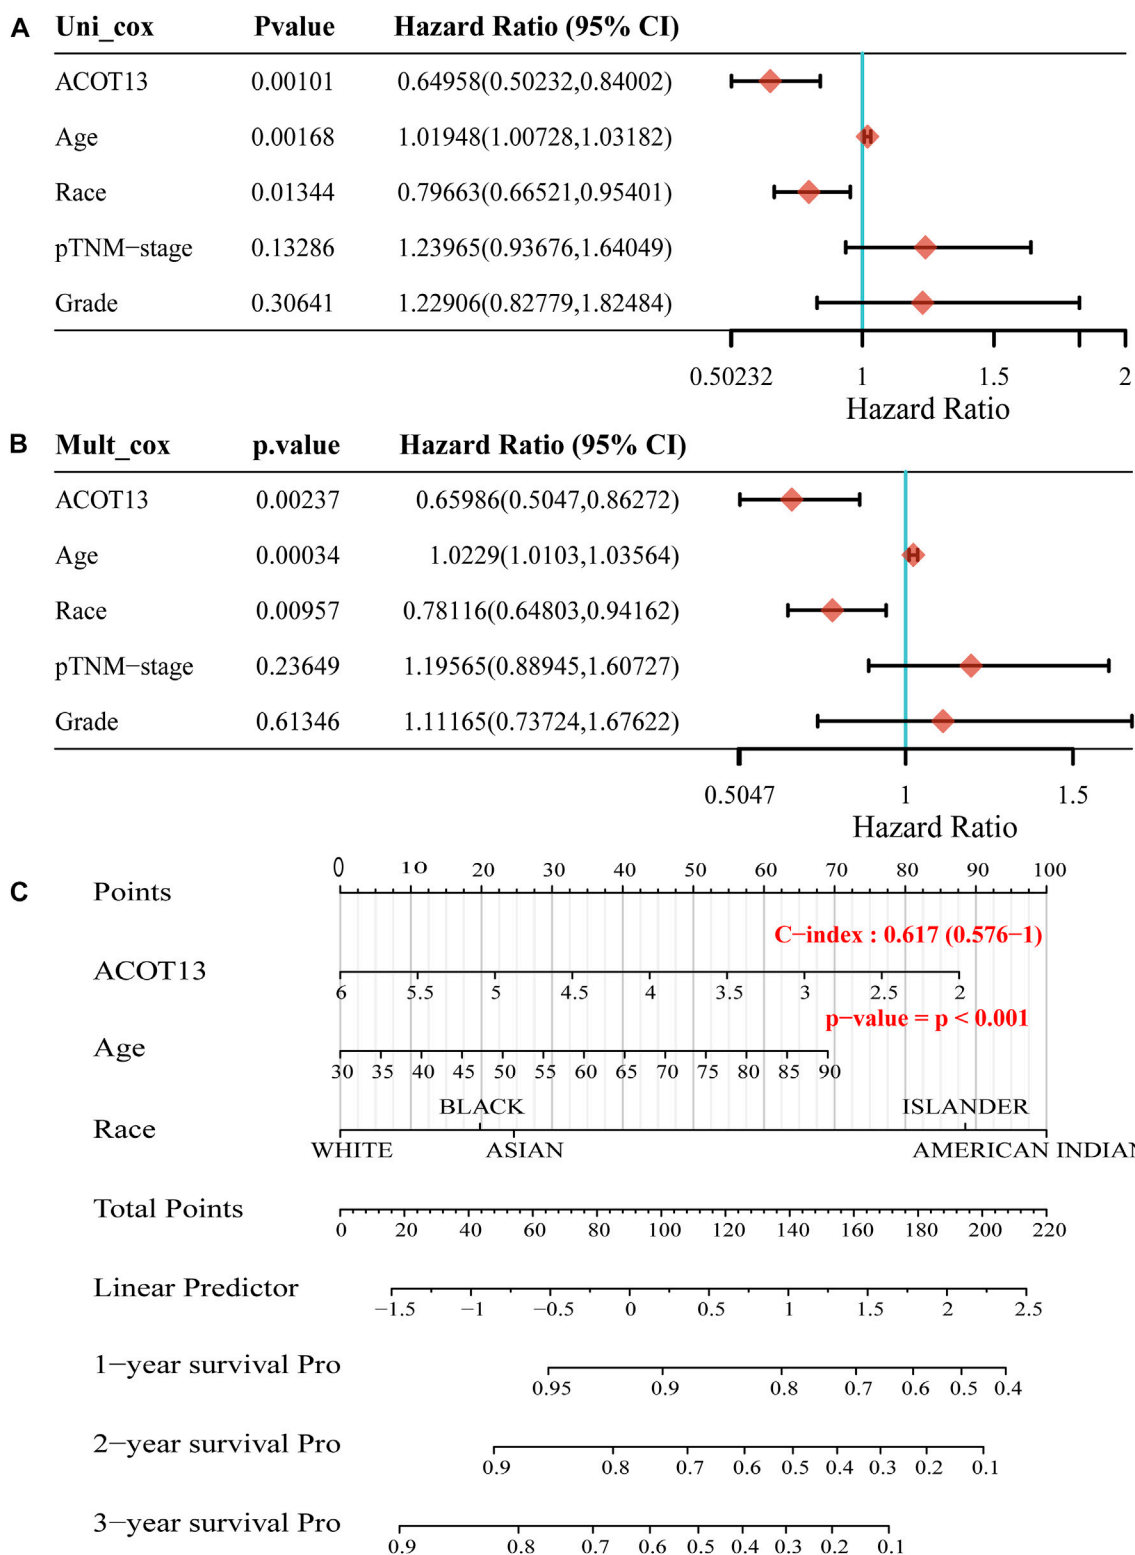 A Uni_cox Pvalue Hazard Ratio (95% CI)
ACOT13 0.00101 0.64958(0.50232,0.84002)
Age 0.00168 1.01948(1.00728,1.03182)
Race 0.01344 0.79663(0.66521,0.95401)
pTNM−stage 0.13286 1.23965(0.93676,1.64049)
Grade 0.30641 1.22906(0.82779,1.82484)
0.50232 1 1.5 2
Hazard Ratio
B Mult_cox p.value Hazard Ratio (95% CI)
ACOT13 0.00237 0.65986(0.5047,0.86272)
Age 0.00034 1.0229(1.0103,1.03564)
Race 0.00957 0.78116(0.64803,0.94162)
pTNM−stage 0.23649 1.19565(0.88945,1.60727)
Grade 0.61346 1.11165(0.73724,1.67622)
0.5047 1 1.5
Hazard Ratio
C Points 0 10 20 30 40 50 60 70 80 90 100
C−index : 0.617 (0.576−1)
ACOT13
6 5.5 5 4.5 4 3.5 3 2.5 2
p−value = p < 0.001
Age
30 35 40 45 50 55 60 65 70 75 80 85 90
BLACK ISLANDER
Race
WHITE ASIAN AMERICAN INDIAN
Total Points
0 20 40 60 80 100 120 140 160 180 200 220
Linear Predictor
−1.5 −1 −0.5 0 0.5 1 1.5 2 2.5
1−year survival Pro
0.95 0.9 0.8 0.7 0.6 0.5 0.4
2−year survival Pro
0.9 0.8 0.7 0.6 0.5 0.4 0.3 0.2 0.1
3−year survival Pro
0.9 0.8 0.7 0.6 0.5 0.4 0.3 0.2 0.1